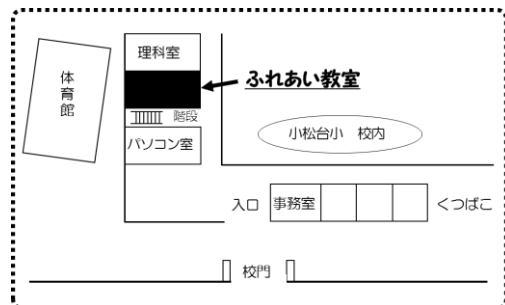 理科室
体育館
ふれあい教室
階段
パソコン室
小松台小 校内
入口
事務室
くつばこ
校門